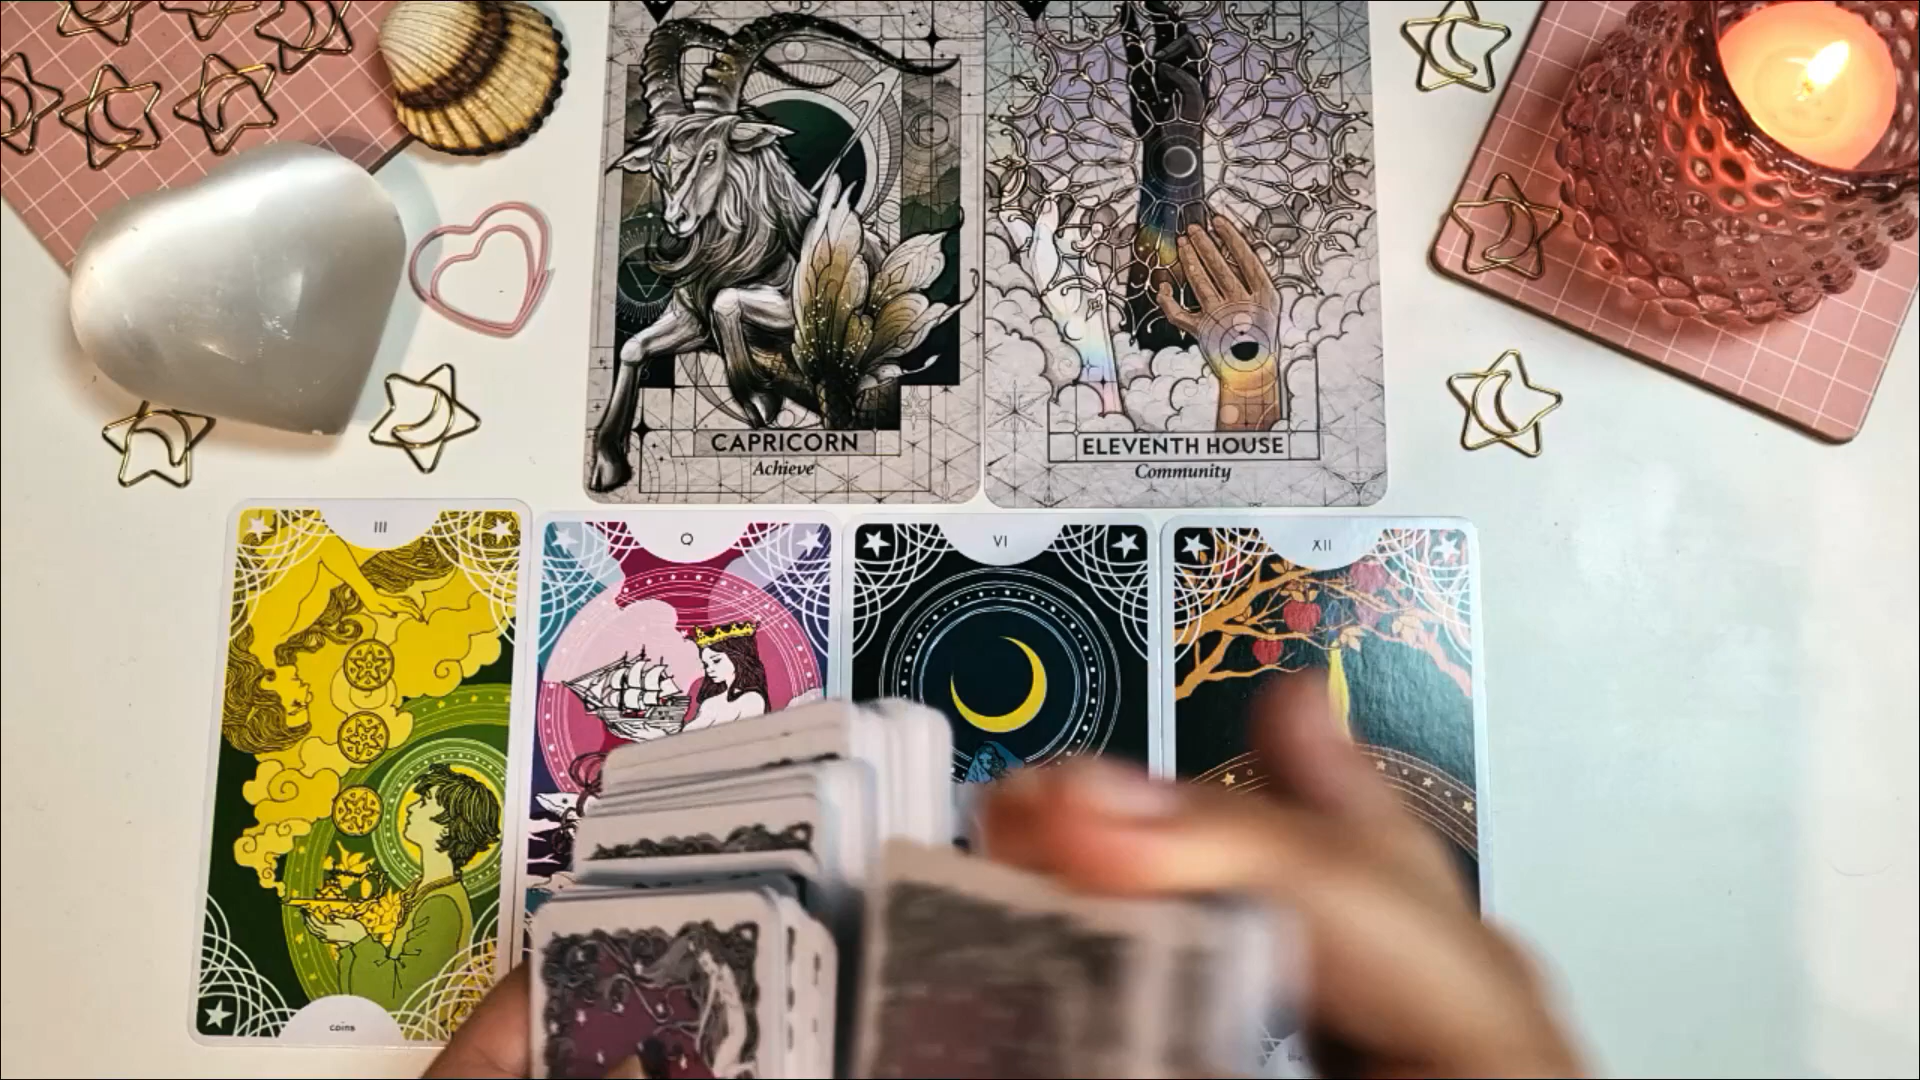 CAPRICORN
Achieve
ELEVENTH HOUSE
Community
III
Q
VI
XII
coins